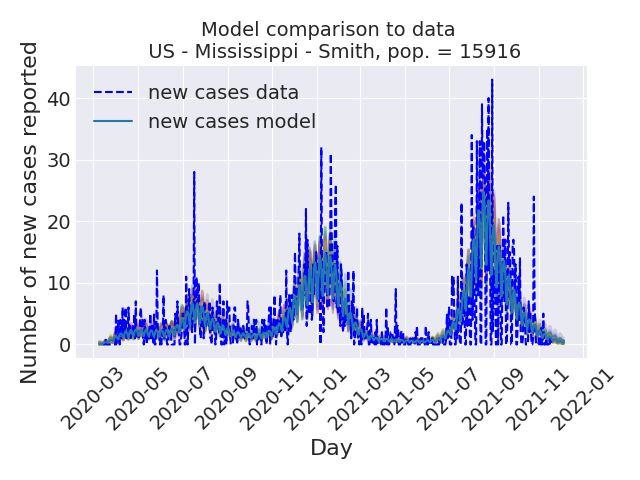 Model comparison to data
US - Mississippi - Smith, pop. = 15916
Number of new cases reported
new cases data
new cases model
40
30
20
10
0
2020-03
2020-05
2020-07
2020-09
2020-11
2021-01
2021-03
2021-05
2021-07
2021-09
2021-11
2022-01
Day